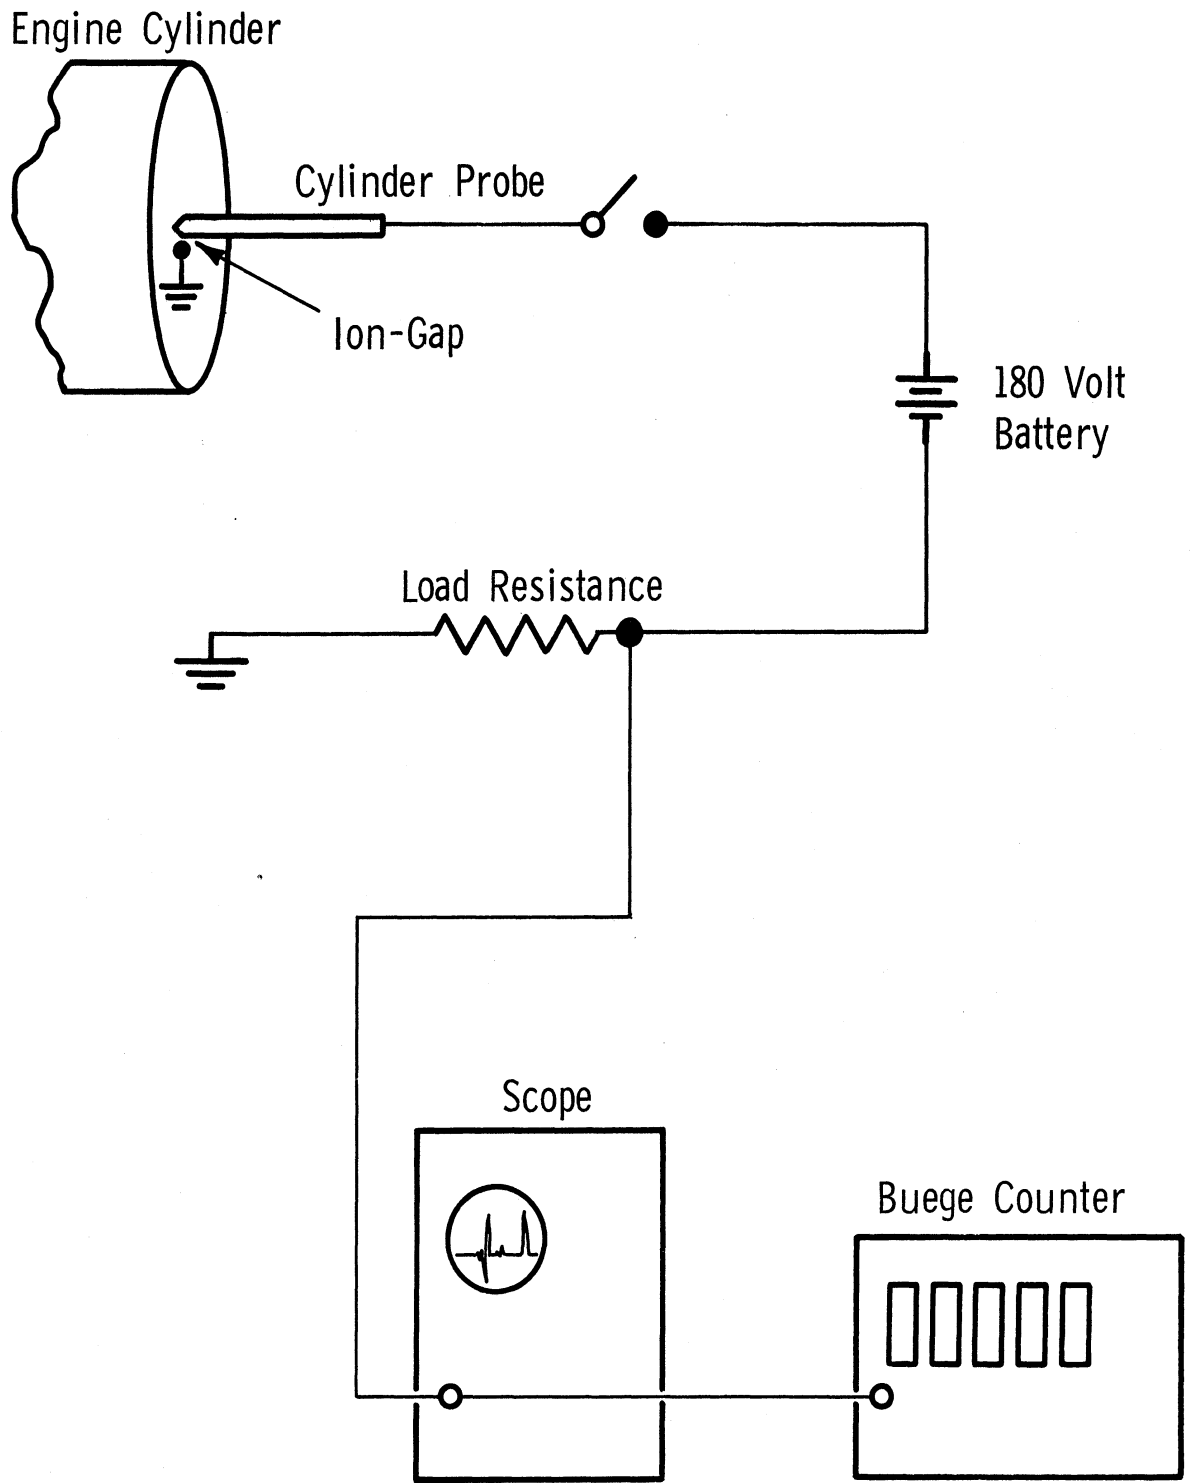 Engine Cylinder
Cylinder Probe
Ion-Gap
180 Volt
Battery
Load Resistance
Scope
Buege Counter